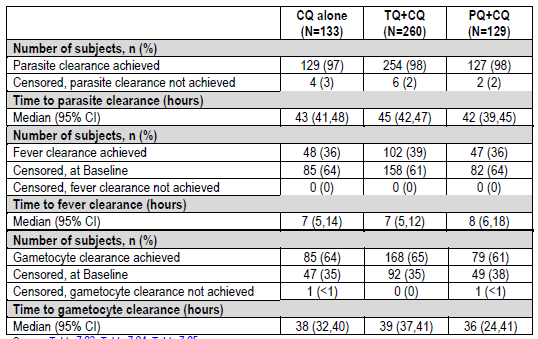 CQ alone TQ+CQ PQ+CQ
(N=133) (N=260) (N=129)
Number of subjects, n (%)
Parasite clearance achieved 129 (97) 254 (98) 127 (98)
Censored, parasite clearance not achieved 4 (3) 6 (2) 2 (2)
Time to parasite clearance (hours)
Median (95% CI) 43 (41,48) 45 (42,47) 42 (39,45)
Number of subjects, n (%)
Fever clearance achieved 48 (36) 102 (39) 47 (36)
Censored, at Baseline 85 (64) 158 (61) 82 (64)
Censored, fever clearance not achieved 0 (0) 0 (0) 0 (0)
Time to fever clearance (hours)
Median (95% CI) 7 (5,14) 7 (5,12) 8 (6,18)
Number of subjects, n (%)
Gametocyte clearance achieved 85 (64) 168 (65) 79 (61)
Censored, at Baseline 47 (35) 92 (35) 49 (38)
Censored, gametocyte clearance not achieved 1 (<1) 0 (0) 1 (<1)
Time to gametocyte clearance (hours)
Median (95% CI) 38 (32,40) 39 (37,41) 36 (24,41)